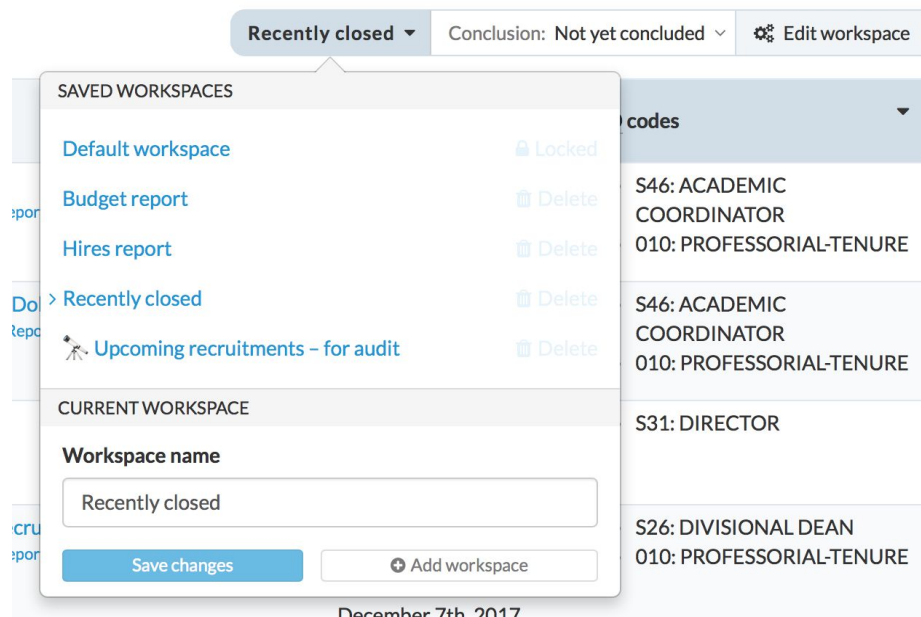 Recently closed
Conclusion: Not yet concluded
Edit workspace
SAVED WORKSPACES
Default workspace
Locked
Budget report
Delete
Hires report
Delete
Recently closed
Delete
Upcoming recruitments – for audit
Delete
CURRENT WORKSPACE
Workspace name
Recently closed
Save changes
Add workspace
codes
S46: ACADEMIC
COORDINATOR
010: PROFESSORIAL-TENURE
S46: ACADEMIC
COORDINATOR
010: PROFESSORIAL-TENURE
S31: DIRECTOR
S26: DIVISIONAL DEAN
010: PROFESSORIAL-TENURE
December 7th, 2017